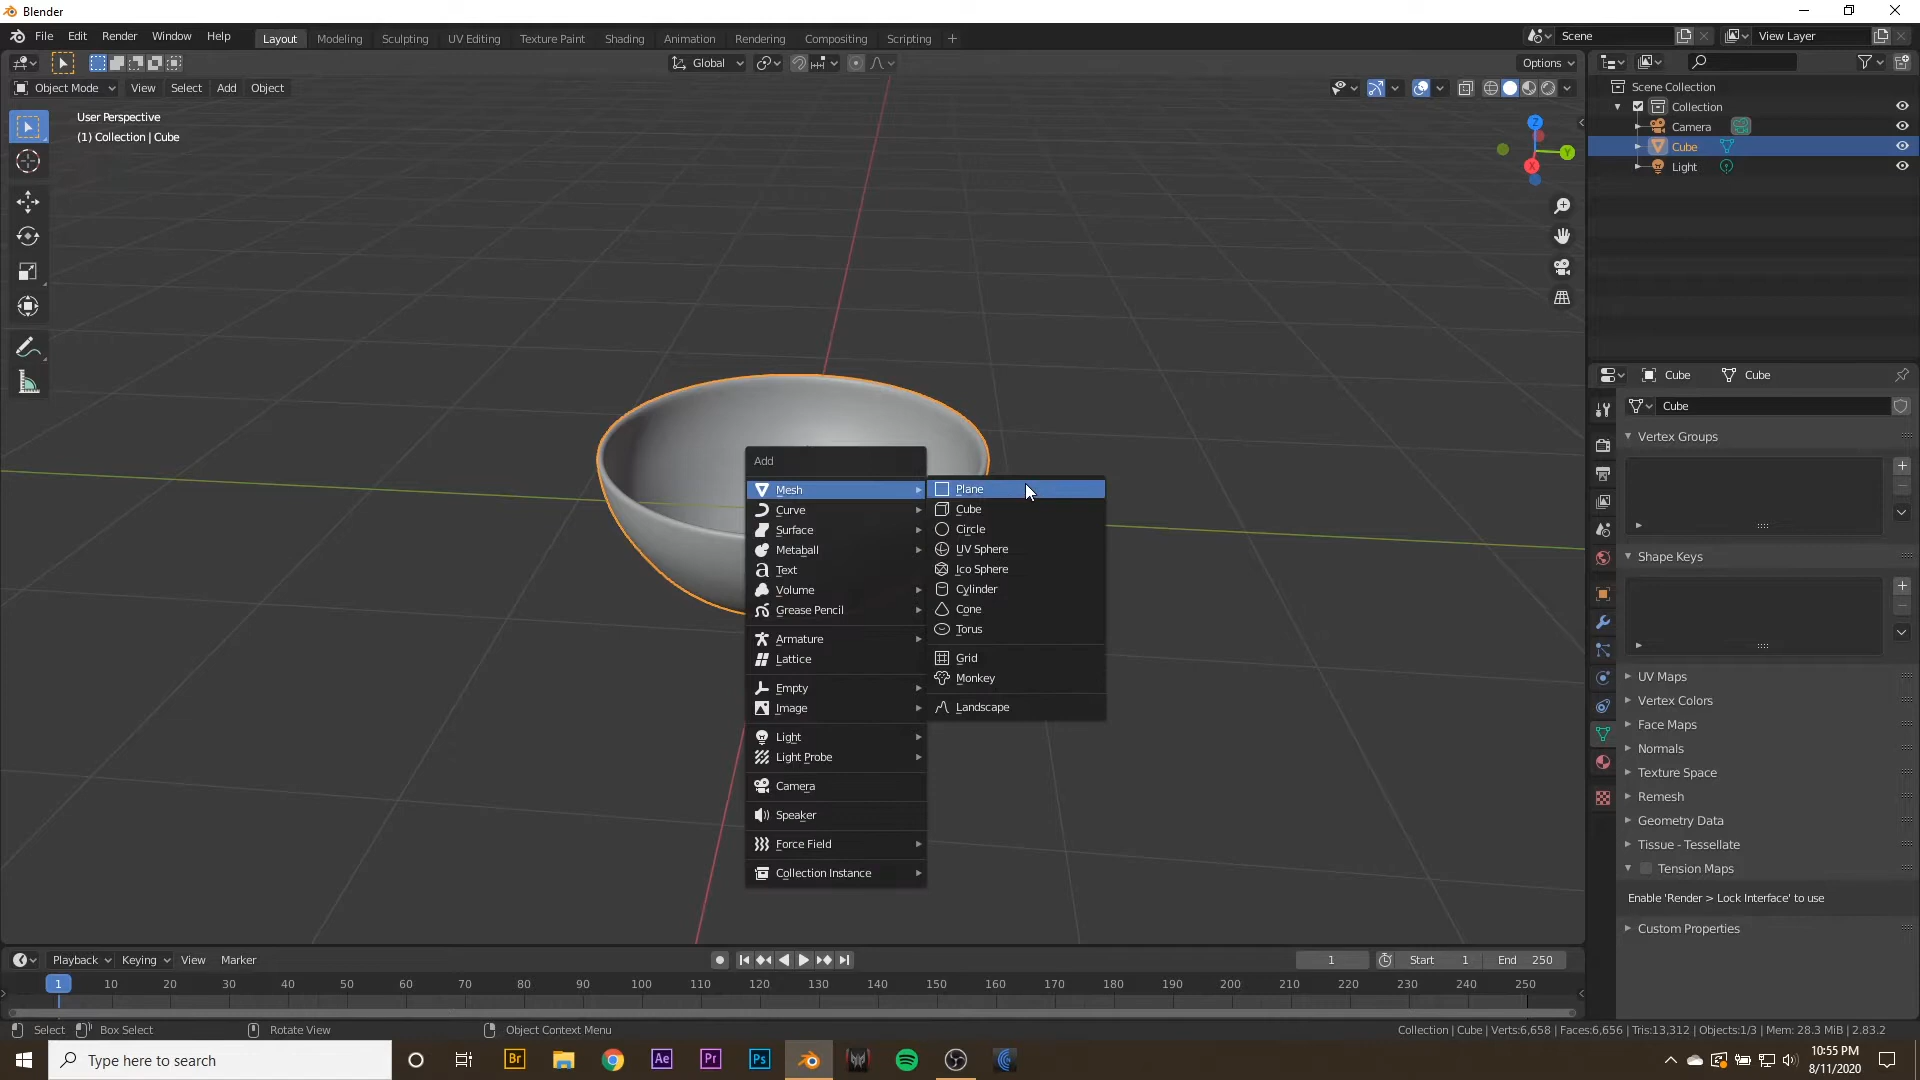 Blender
File Edit Render Window Help Layout Modeling Sculpting UV Editing Texture Paint Shading Animation Rendering Compositing Scripting + Scene View Layer
Global Options
Object Mode View Select Add Object
User Perspective
(1) Collection | Cube
Z
Y
X
Scene Collection
Collection
Camera
Cube
Light
Cube Cube
Cube
Vertex Groups
Shape Keys
UV Maps
Vertex Colors
Face Maps
Normals
Texture Space
Remesh
Geometry Data
Tissue - Tessellate
Tension Maps
Enable 'Render > Lock Interface' to use
Custom Properties
Add
Mesh
Curve
Surface
Metaball
Text
Volume
Grease Pencil
Armature
Lattice
Empty
Image
Light
Light Probe
Camera
Speaker
Force Field
Collection Instance
Plane
Cube
Circle
UV Sphere
Ico Sphere
Cylinder
Cone
Torus
Grid
Monkey
Landscape
Playback Keying View Marker 1 Start 1 End 250
1 10 20 30 40 50 60 70 80 90 100 110 120 130 140 150 160 170 180 190 200 210 220 230 240 250
Select Box Select Rotate View Object Context Menu Collection | Cube | Verts:6,658 | Faces:6,656 | Tris:13,312 | Objects:1/3 | Mem: 28.3 MiB | 2.83.2
Type here to search Br Ae Pr Ps 10:55 PM
8/11/2020